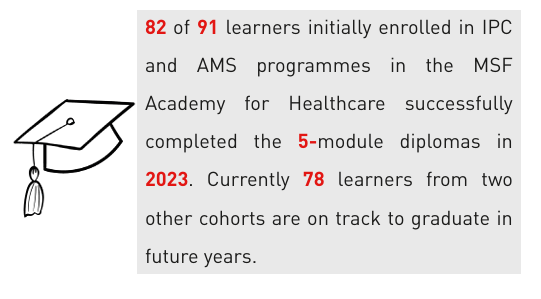 82 of 91 learners initially enrolled in IPC
and AMS programmes in the MSF
Academy for Healthcare successfully
completed the 5-module diplomas in
2023. Currently 78 learners from two
other cohorts are on track to graduate in
future years.